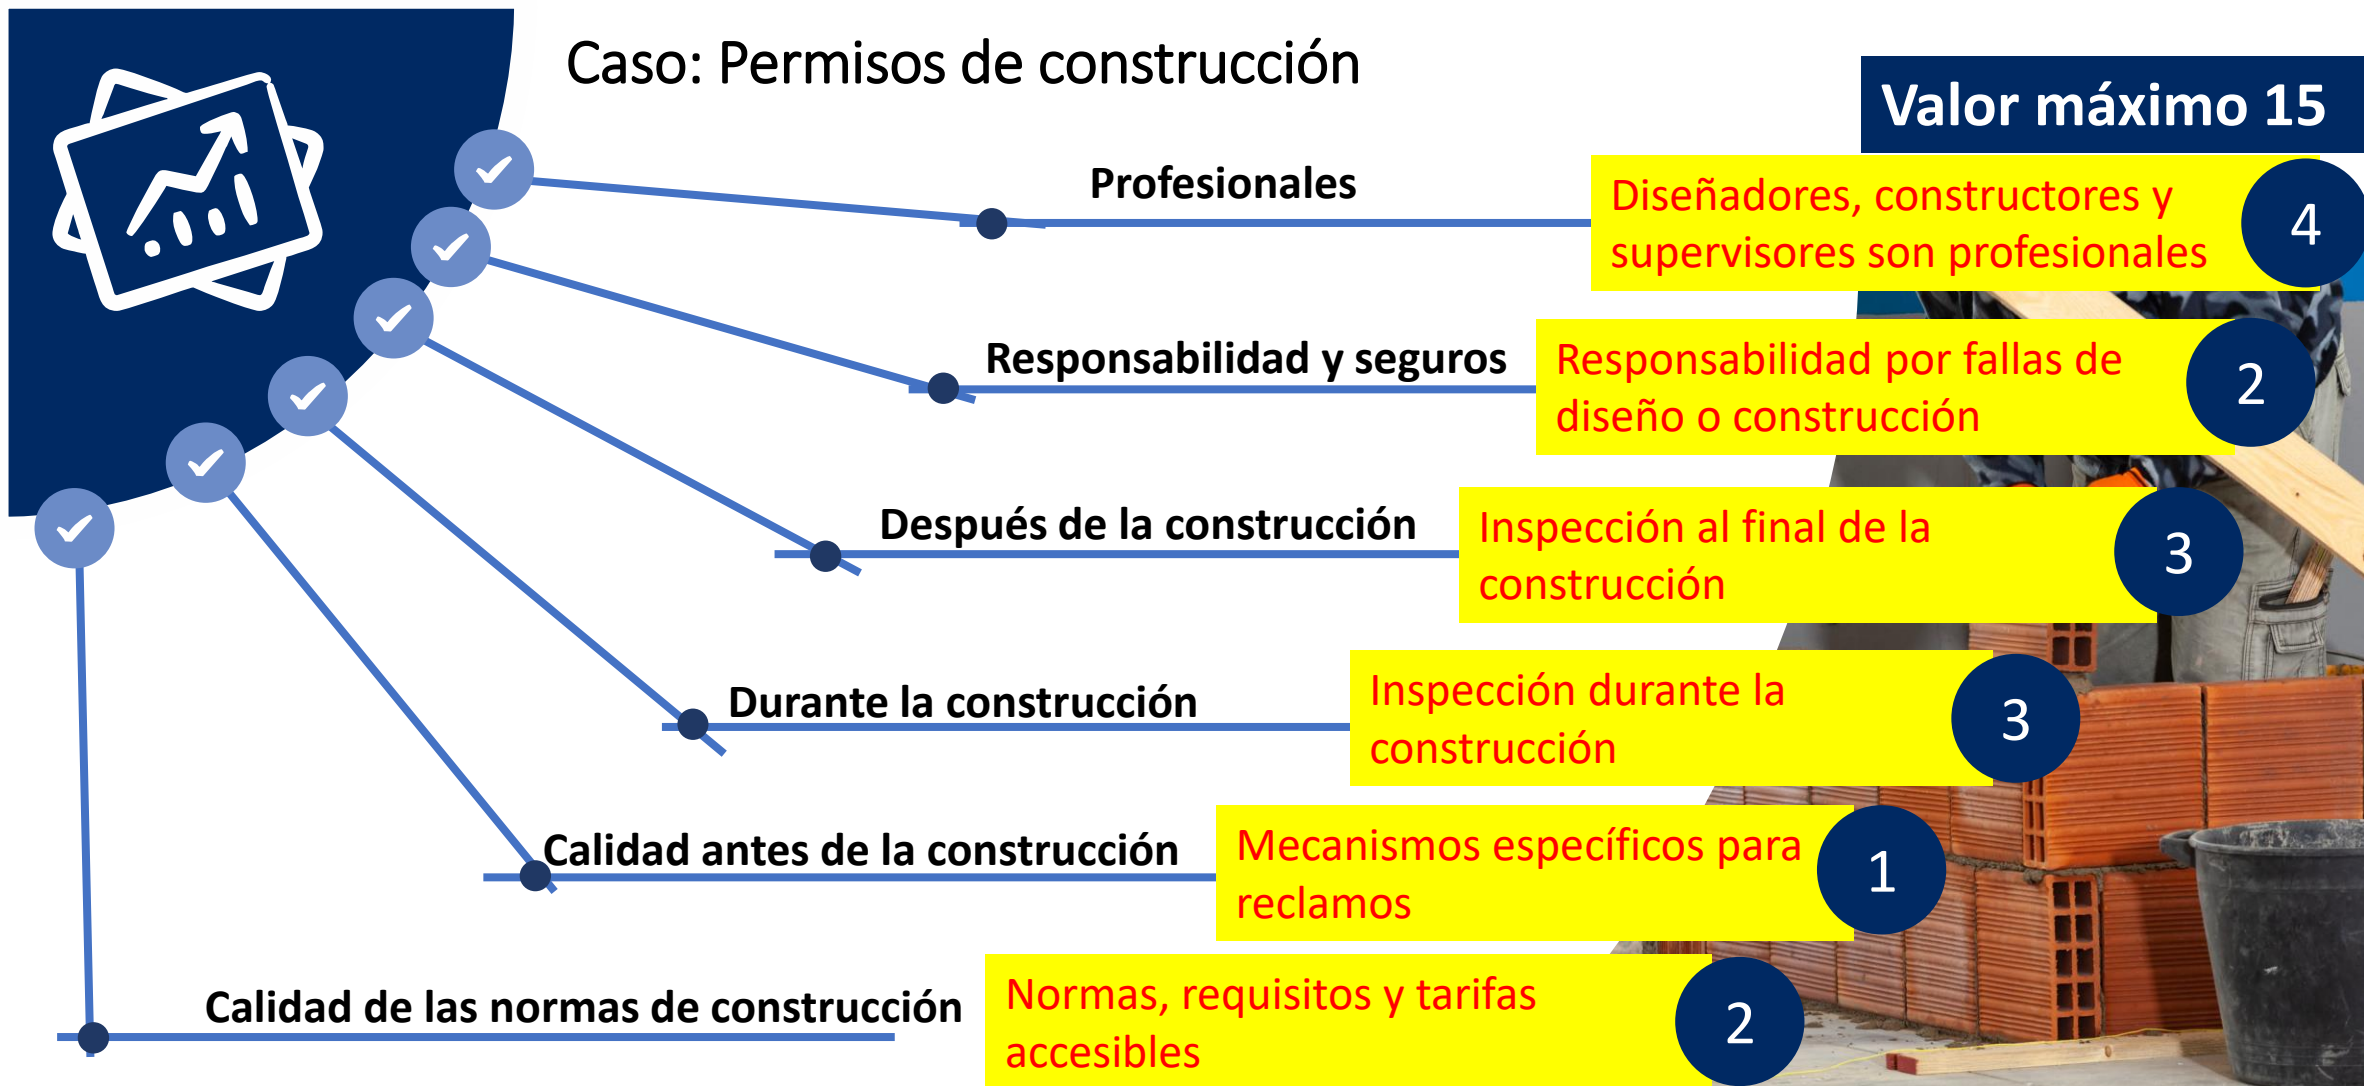 Caso: Permisos de construcción
Valor máximo 15
Profesionales
Diseñadores, constructores y
supervisores son profesionales
4
Responsabilidad y seguros
Responsabilidad por fallas de
diseño o construcción
2
Después de la construcción
Inspección al final de la
construcción
3
Durante la construcción
Inspección durante la
construcción
3
Calidad antes de la construcción
Mecanismos específicos para
reclamos
1
Calidad de las normas de construcción
Normas, requisitos y tarifas
accesibles
2